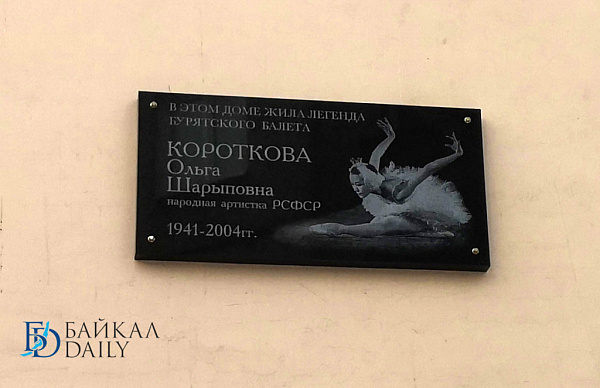 В ЭТОМ ДОМЕ ЖИЛА ЛЕГЕНДА
БУРЯТСКОГО БАЛЕТА
КОРОТКОВА
Ольга
Шарыповна
народная артистка РСФСР
1941-2004гг.
БАЙКАЛ
DAILY